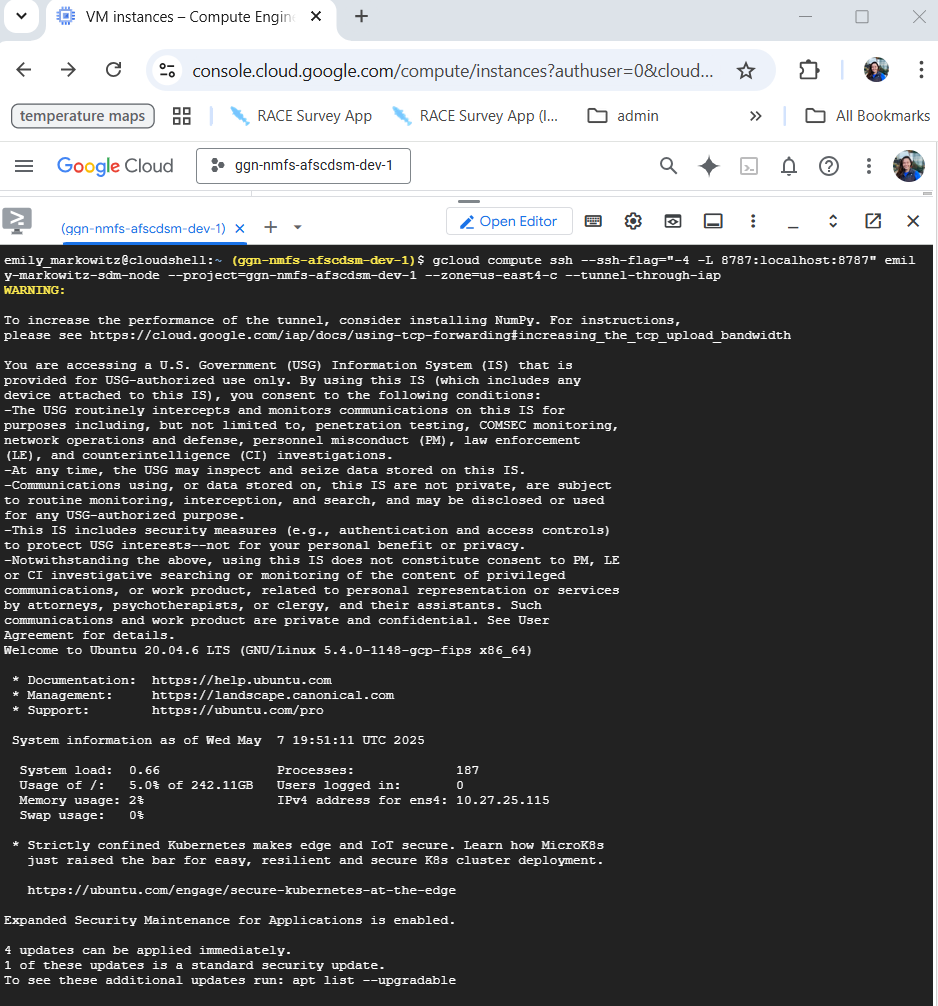 VM instances – Compute Engine
console.cloud.google.com/compute/instances?authuser=0&cloud...
temperature maps
RACE Survey App
RACE Survey App (I...
admin
»
All Bookmarks
Google Cloud
ggn-nmfs-afscdsm-dev-1
(ggn-nmfs-afscdsm-dev-1)
Open Editor
emily_markowitz@cloudshell:~ (ggn-nmfs-afscdsm-dev-1)$ gcloud compute ssh --ssh-flag="-4 -L 8787:localhost:8787" emil
y-markowitz-sdm-node --project=ggn-nmfs-afscdsm-dev-1 --zone=us-east4-c --tunnel-through-iap
WARNING:
To increase the performance of the tunnel, consider installing NumPy. For instructions,
please see https://cloud.google.com/iap/docs/using-tcp-forwarding#increasing_the_tcp_upload_bandwidth
You are accessing a U.S. Government (USG) Information System (IS) that is
provided for USG-authorized use only. By using this IS (which includes any
device attached to this IS), you consent to the following conditions:
-The USG routinely intercepts and monitors communications on this IS for
purposes including, but not limited to, penetration testing, COMSEC monitoring,
network operations and defense, personnel misconduct (PM), law enforcement
(LE), and counterintelligence (CI) investigations.
-At any time, the USG may inspect and seize data stored on this IS.
-Communications using, or data stored on, this IS are not private, are subject
to routine monitoring, interception, and search, and may be disclosed or used
for any USG-authorized purpose.
-This IS includes security measures (e.g., authentication and access controls)
to protect USG interests--not for your personal benefit or privacy.
-Notwithstanding the above, using this IS does not constitute consent to PM, LE
or CI investigative searching or monitoring of the content of privileged
communications, or work product, related to personal representation or services
by attorneys, psychotherapists, or clergy, and their assistants. Such
communications and work product are private and confidential. See User
Agreement for details.
Welcome to Ubuntu 20.04.6 LTS (GNU/Linux 5.4.0-1148-gcp-fips x86_64)
* Documentation: https://help.ubuntu.com
* Management: https://landscape.canonical.com
* Support: https://ubuntu.com/pro
System information as of Wed May 7 19:51:11 UTC 2025
System load: 0.66 Processes: 187
Usage of /: 5.0% of 242.11GB Users logged in: 0
Memory usage: 2% IPv4 address for ens4: 10.27.25.115
Swap usage: 0%
* Strictly confined Kubernetes makes edge and IoT secure. Learn how MicroK8s
just raised the bar for easy, resilient and secure K8s cluster deployment.
https://ubuntu.com/engage/secure-kubernetes-at-the-edge
Expanded Security Maintenance for Applications is enabled.
4 updates can be applied immediately.
1 of these updates is a standard security update.
To see these additional updates run: apt list --upgradable